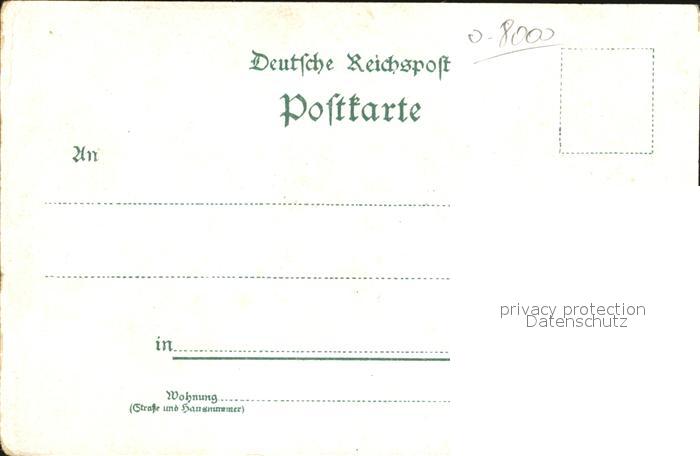 o-8000
Deutſche Reichspoſt
Poſtkarte
An
privacy protection
Datenschutz
in
Wohnung
(Straße und Hausnummer)